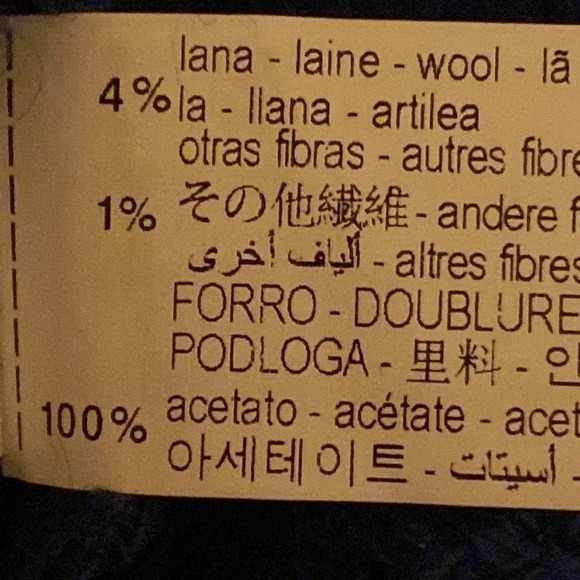 lana - laine - wool - lã
4% la - llana - artilea
otras fibras - autres fibre
1% その他繊維 - andere f
ألياف أخرى - altres fibres
FORRO - DOUBLURE
PODLOGA - 里料 - 안
100% acetato - acétate - acet
아세테이트 - أسيتات -